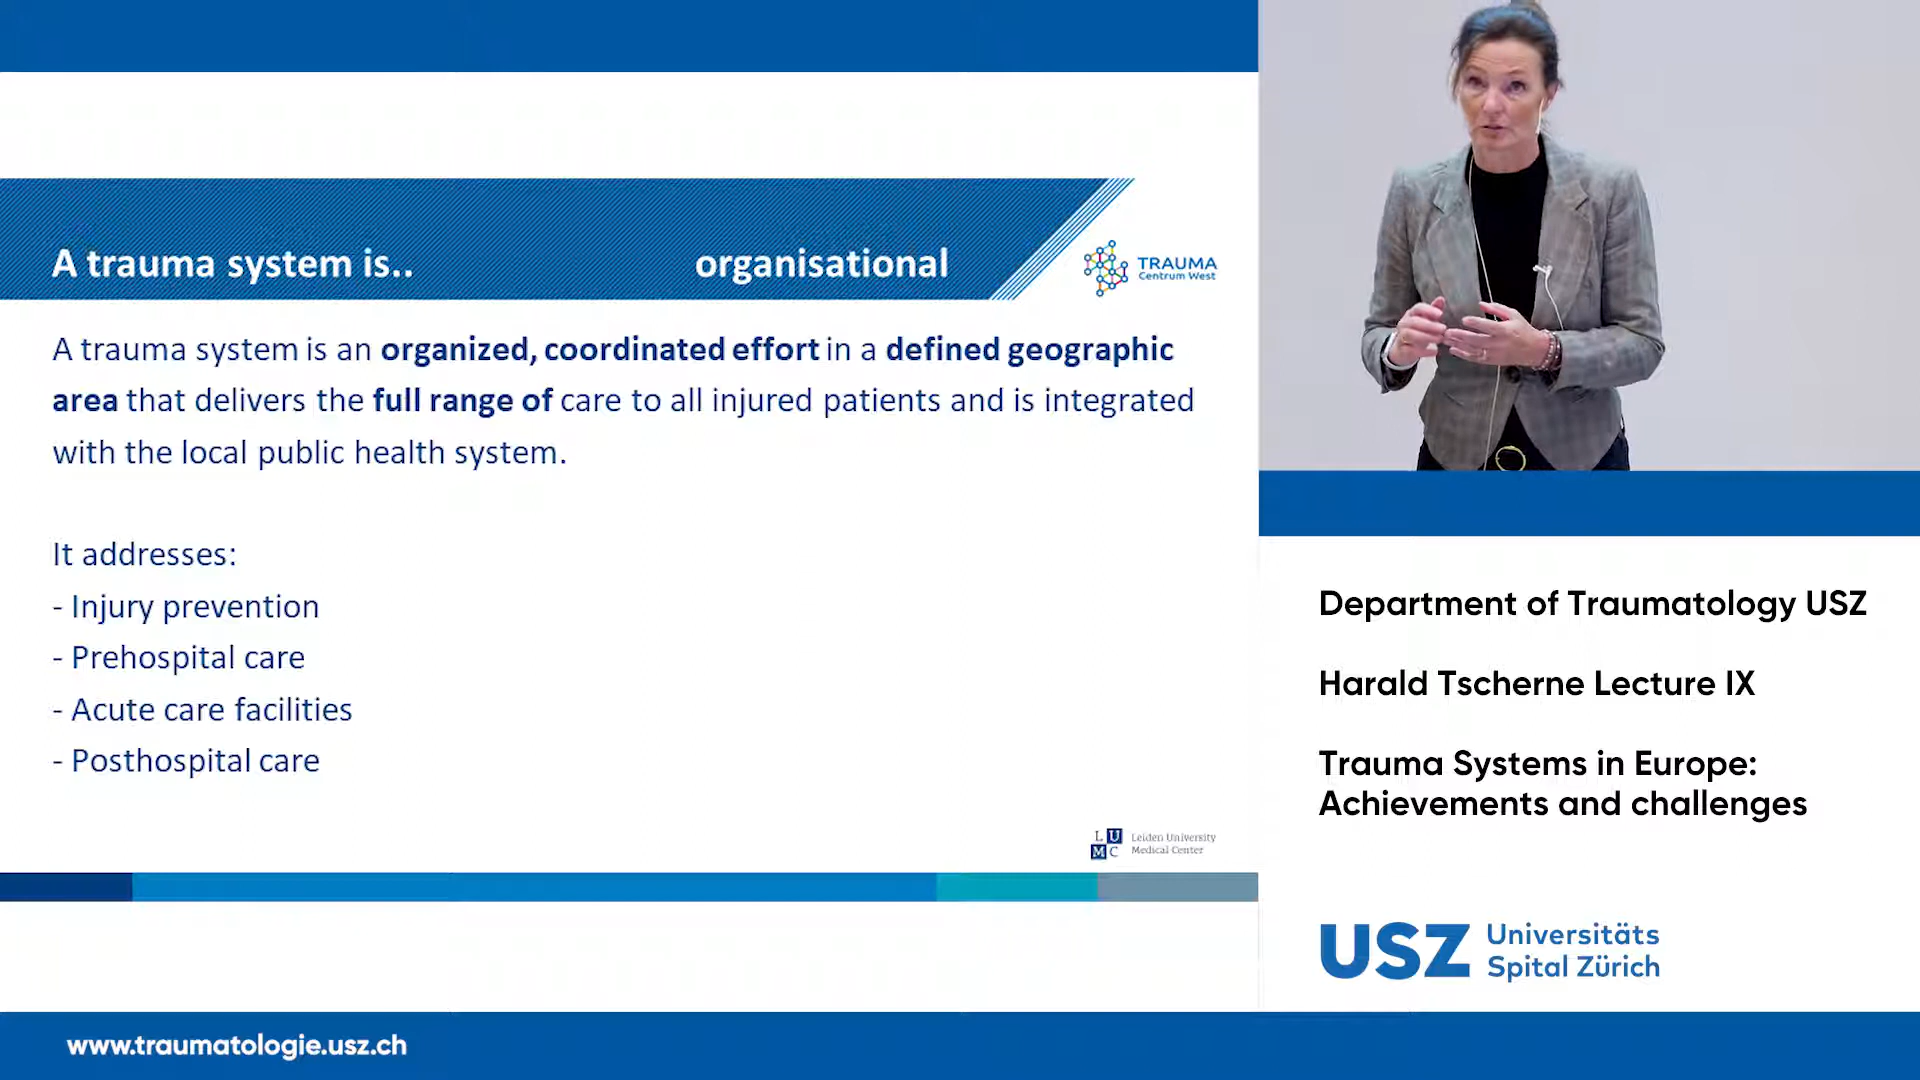 A trauma system is.. organisational
TRAUMA
Centrum West
A trauma system is an organized, coordinated effort in a defined geographic
area that delivers the full range of care to all injured patients and is integrated
with the local public health system.
It addresses:
- Injury prevention
- Prehospital care
- Acute care facilities
- Posthospital care
L U
M C
Leiden University
Medical Center
Department of Traumatology USZ
Harald Tscherne Lecture IX
Trauma Systems in Europe:
Achievements and challenges
USZ
Universitäts
Spital Zürich
www.traumatologie.usz.ch